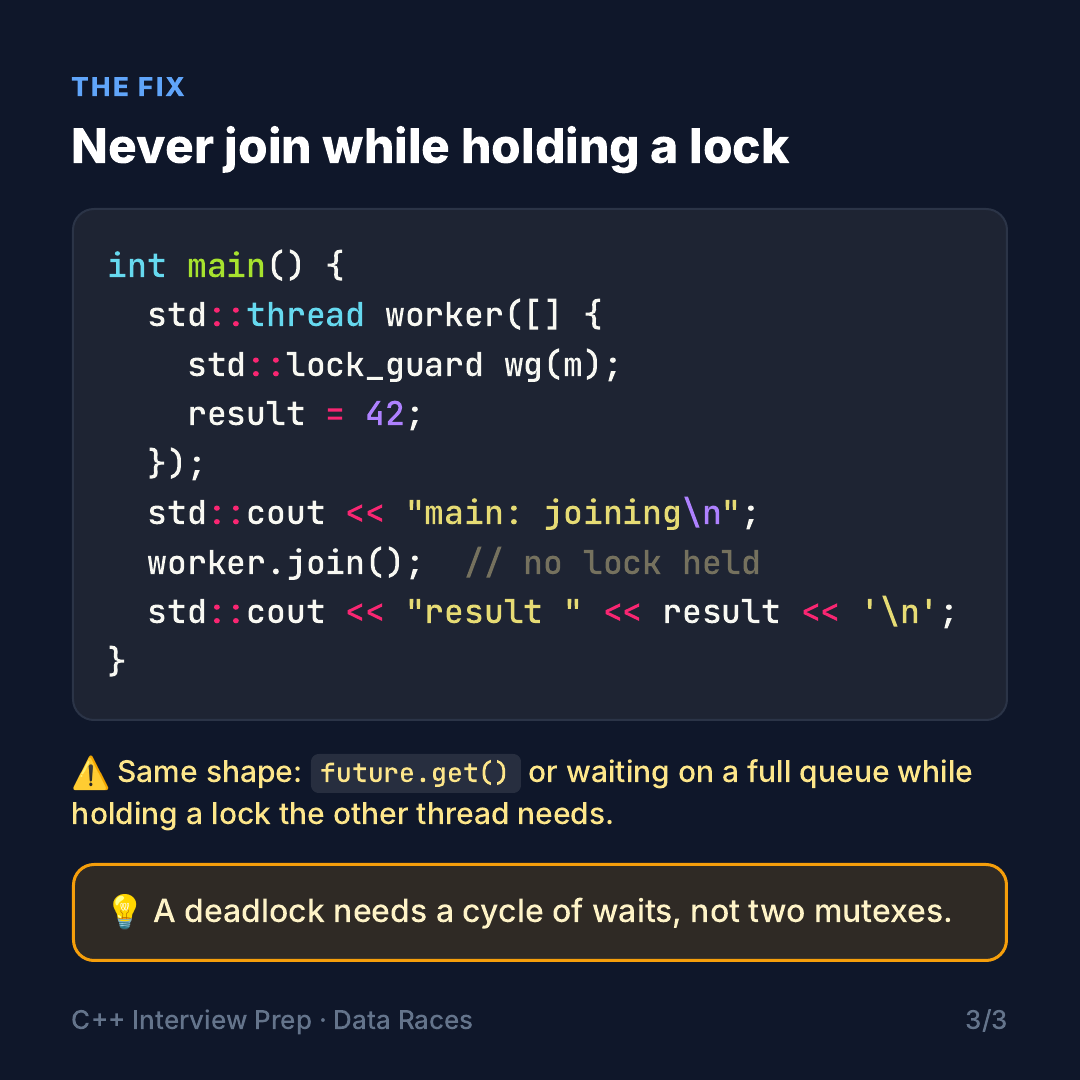 THE FIX
Never join while holding a lock
int main() {
  std::thread worker([] {
    std::lock_guard wg(m);
    result = 42;
  });
  std::cout << "main: joining\n";
  worker.join();  // no lock held
  std::cout << "result " << result << '\n';
}
⚠️ Same shape: future.get() or waiting on a full queue while
holding a lock the other thread needs.
💡 A deadlock needs a cycle of waits, not two mutexes.
C++ Interview Prep · Data Races
3/3